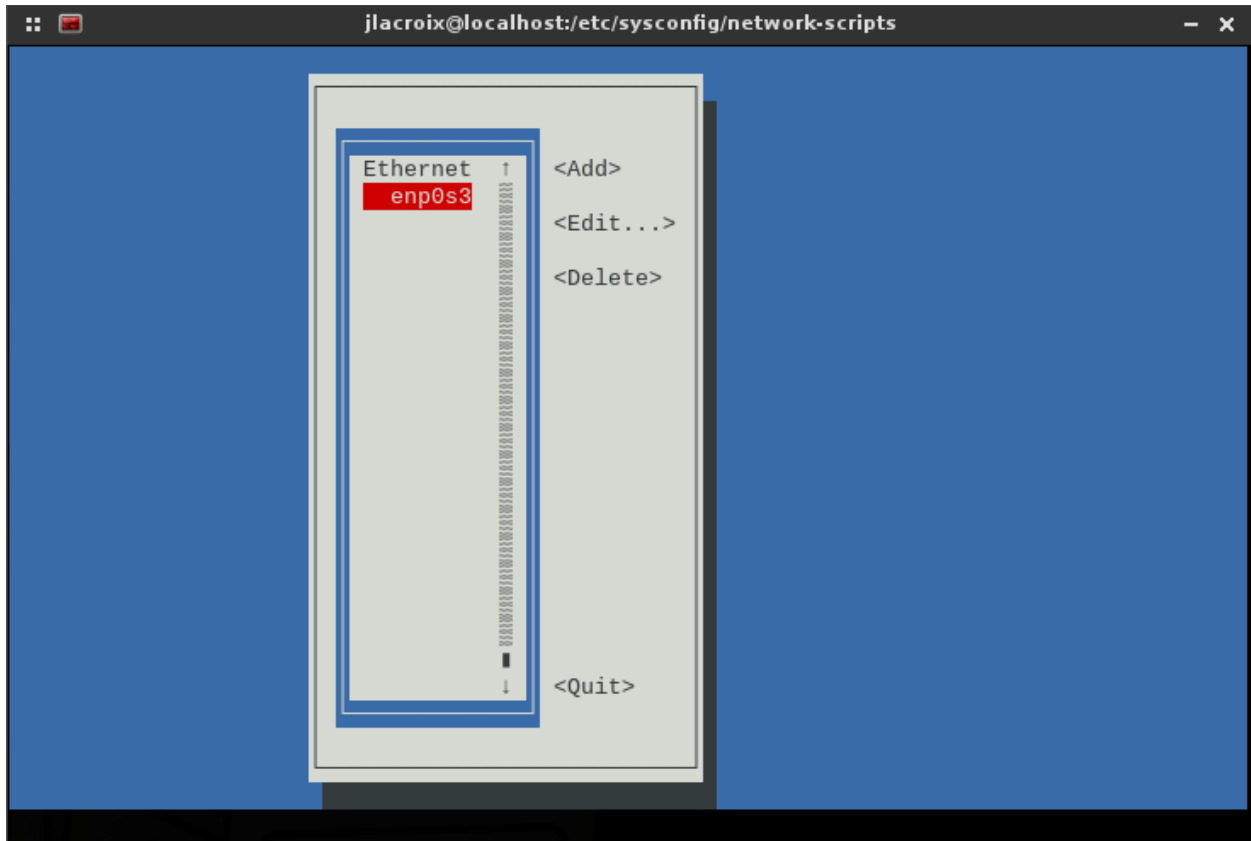 jlacroix@localhost:/etc/sysconfig/network-scripts
Ethernet ↑ <Add>
enp0s3
<Edit...>
<Delete>
↓ <Quit>